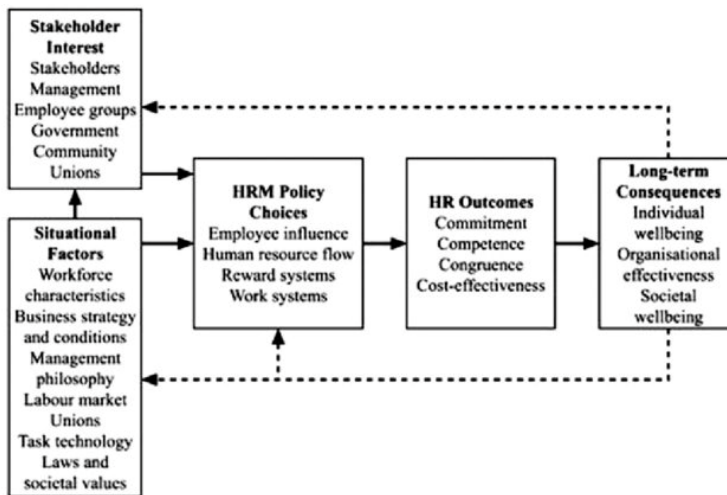 Stakeholder
Interest
Stakeholders
Management
Employee groups
Government
Community
Unions
Situational
Factors
Workforce
characteristics
Business strategy
and conditions
Management
philosophy
Labour market
Unions
Task technology
Laws and
societal values
HRM Policy
Choices
Employee influence
Human resource flow
Reward systems
Work systems
HR Outcomes
Commitment
Competence
Congruence
Cost-effectiveness
Long-term
Consequences
Individual
wellbeing
Organisational
effectiveness
Societal
wellbeing